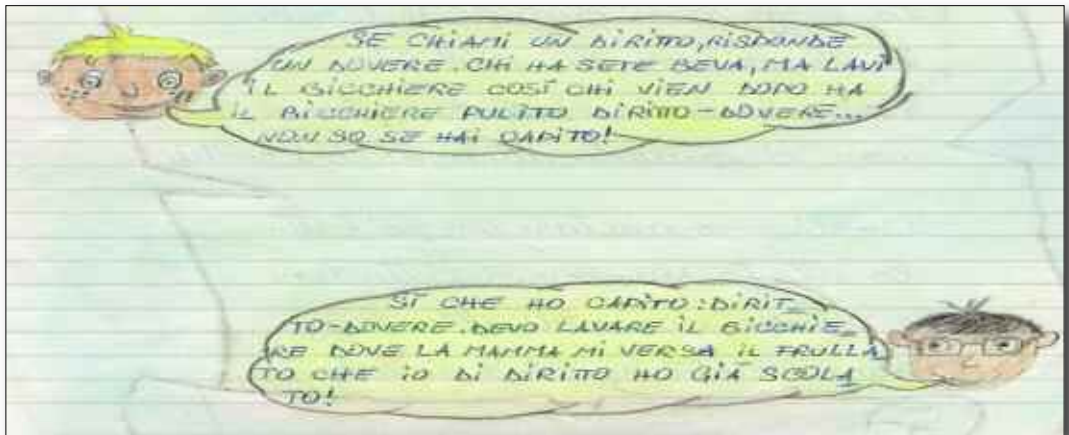 SE CHIAMI UN DIRITTO, RISPONDE
UN DOVERE. CHI HA SETE BEVA, MA LAVI
IL BICCHIERE COSÌ CHI VIEN DOPO HA
IL BICCHIERE PULITO DIRITTO-DOVERE...
NON SO SE HAI CAPITO!
SÌ CHE HO CAPITO: DIRIT_
TO-DOVERE. DEVO LAVARE IL BICCHIE_
RE DOVE LA MAMMA MI VERSA IL FRULLA
TO CHE IO DI DIRITTO HO GIÀ SCOLA
TO!